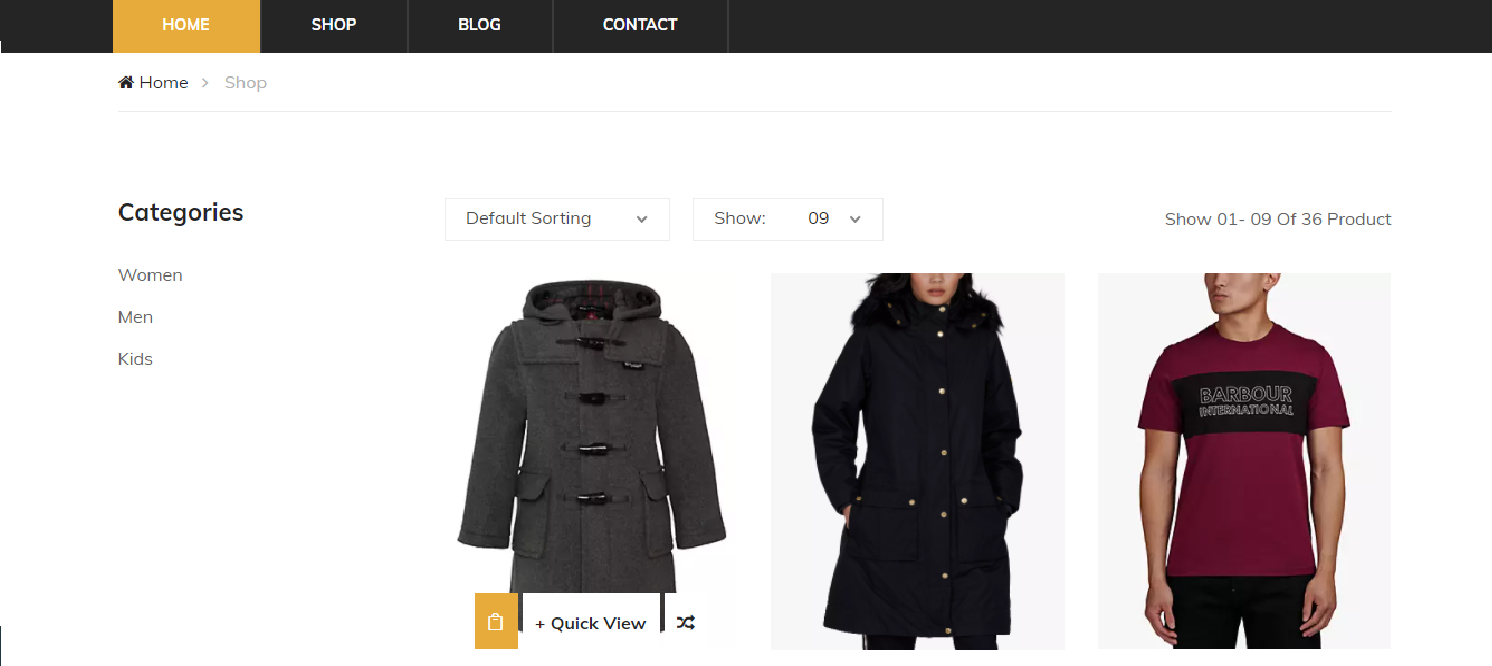 HOME SHOP BLOG CONTACT
Home > Shop
Categories
Women
Men
Kids
Default Sorting
Show: 09
Show 01- 09 Of 36 Product
BARBOUR
INTERNATIONAL
+ Quick View